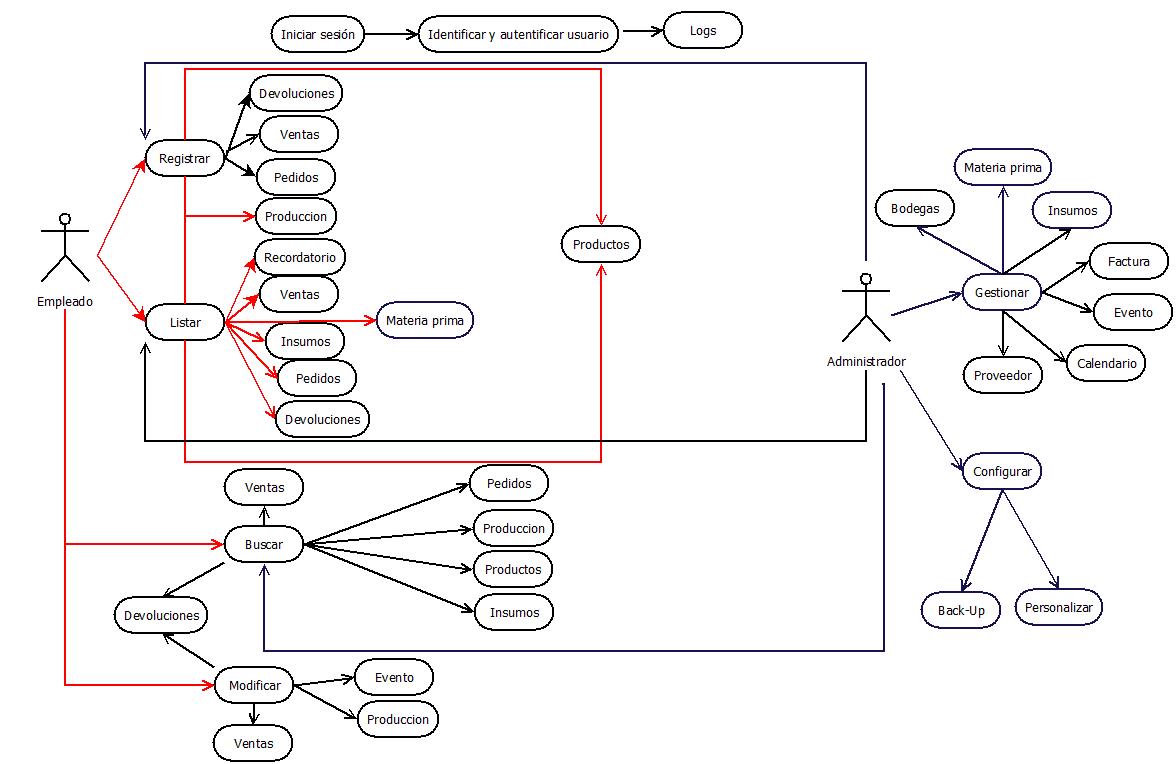 Iniciar sesión
Identificar y autentificar usuario
Logs
Devoluciones
Ventas
Registrar
Pedidos
Produccion
Recordatorio
Ventas
Listar
Materia prima
Insumos
Pedidos
Devoluciones
Productos
Empleado
Materia prima
Bodegas
Insumos
Factura
Gestionar
Evento
Calendario
Proveedor
Administrador
Configurar
Back-Up
Personalizar
Ventas
Buscar
Pedidos
Produccion
Productos
Insumos
Devoluciones
Modificar
Evento
Produccion
Ventas